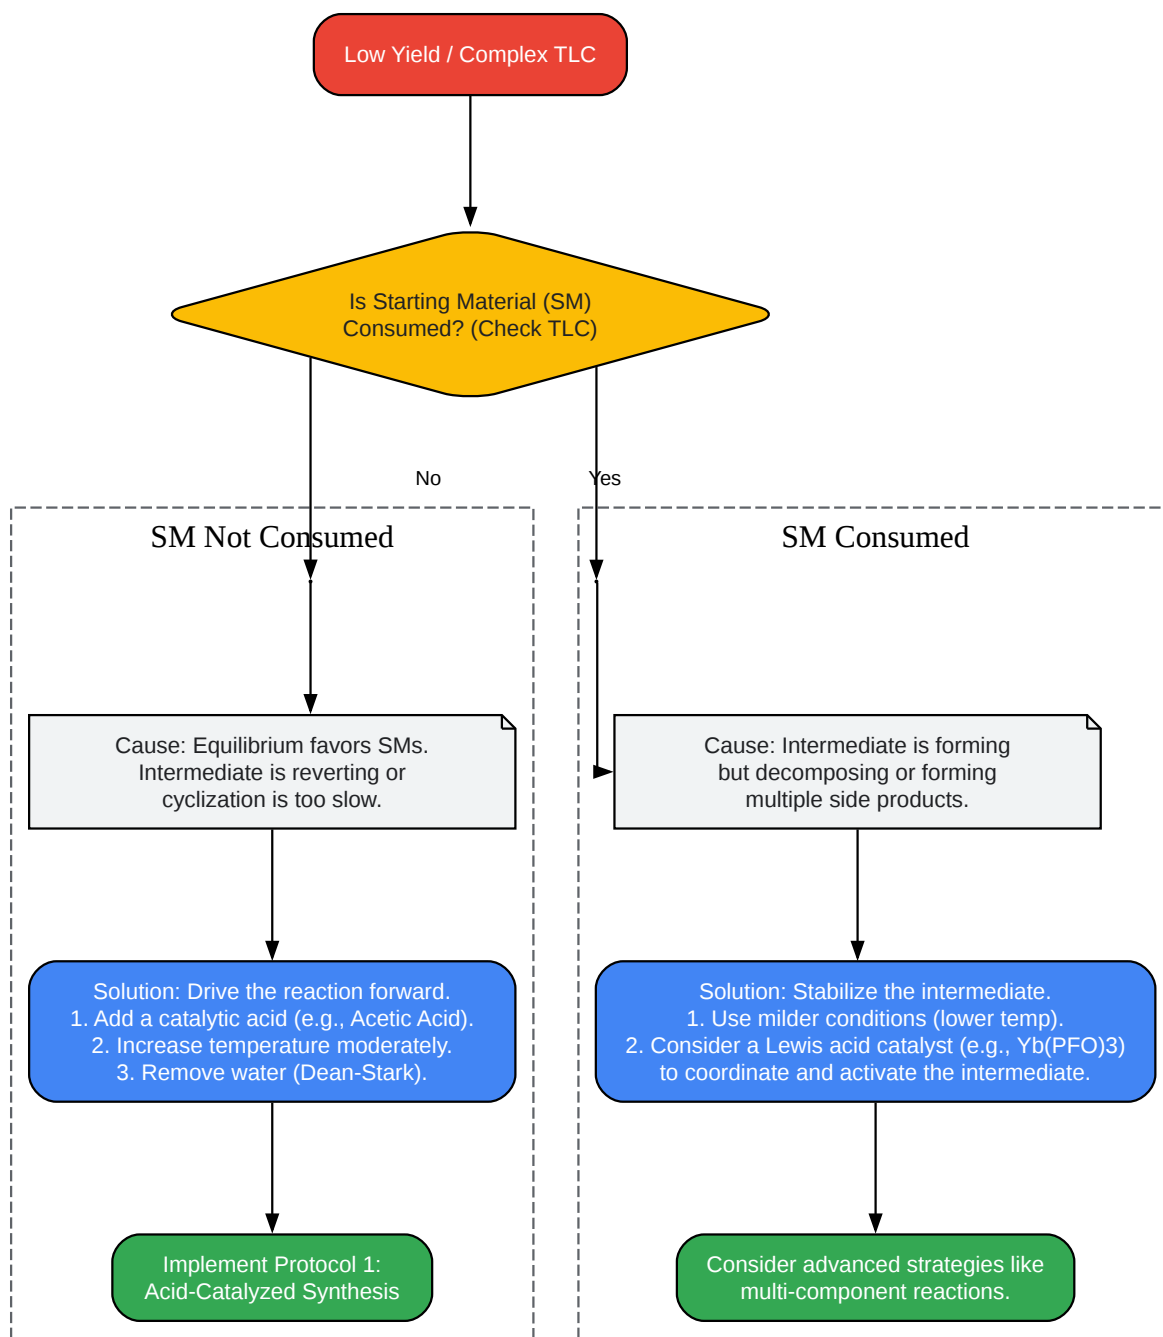 Low Yield / Complex TLC
Is Starting Material (SM)
Consumed? (Check TLC)
No
Yes
SM Not Consumed
Cause: Equilibrium favors SMs.
Intermediate is reverting or
cyclization is too slow.
Solution: Drive the reaction forward.
1. Add a catalytic acid (e.g., Acetic Acid).
2. Increase temperature moderately.
3. Remove water (Dean-Stark).
Implement Protocol 1:
Acid-Catalyzed Synthesis
SM Consumed
Cause: Intermediate is forming
but decomposing or forming
multiple side products.
Solution: Stabilize the intermediate.
1. Use milder conditions (lower temp).
2. Consider a Lewis acid catalyst (e.g., Yb(PFO)3)
to coordinate and activate the intermediate.
Consider advanced strategies like
multi-component reactions.